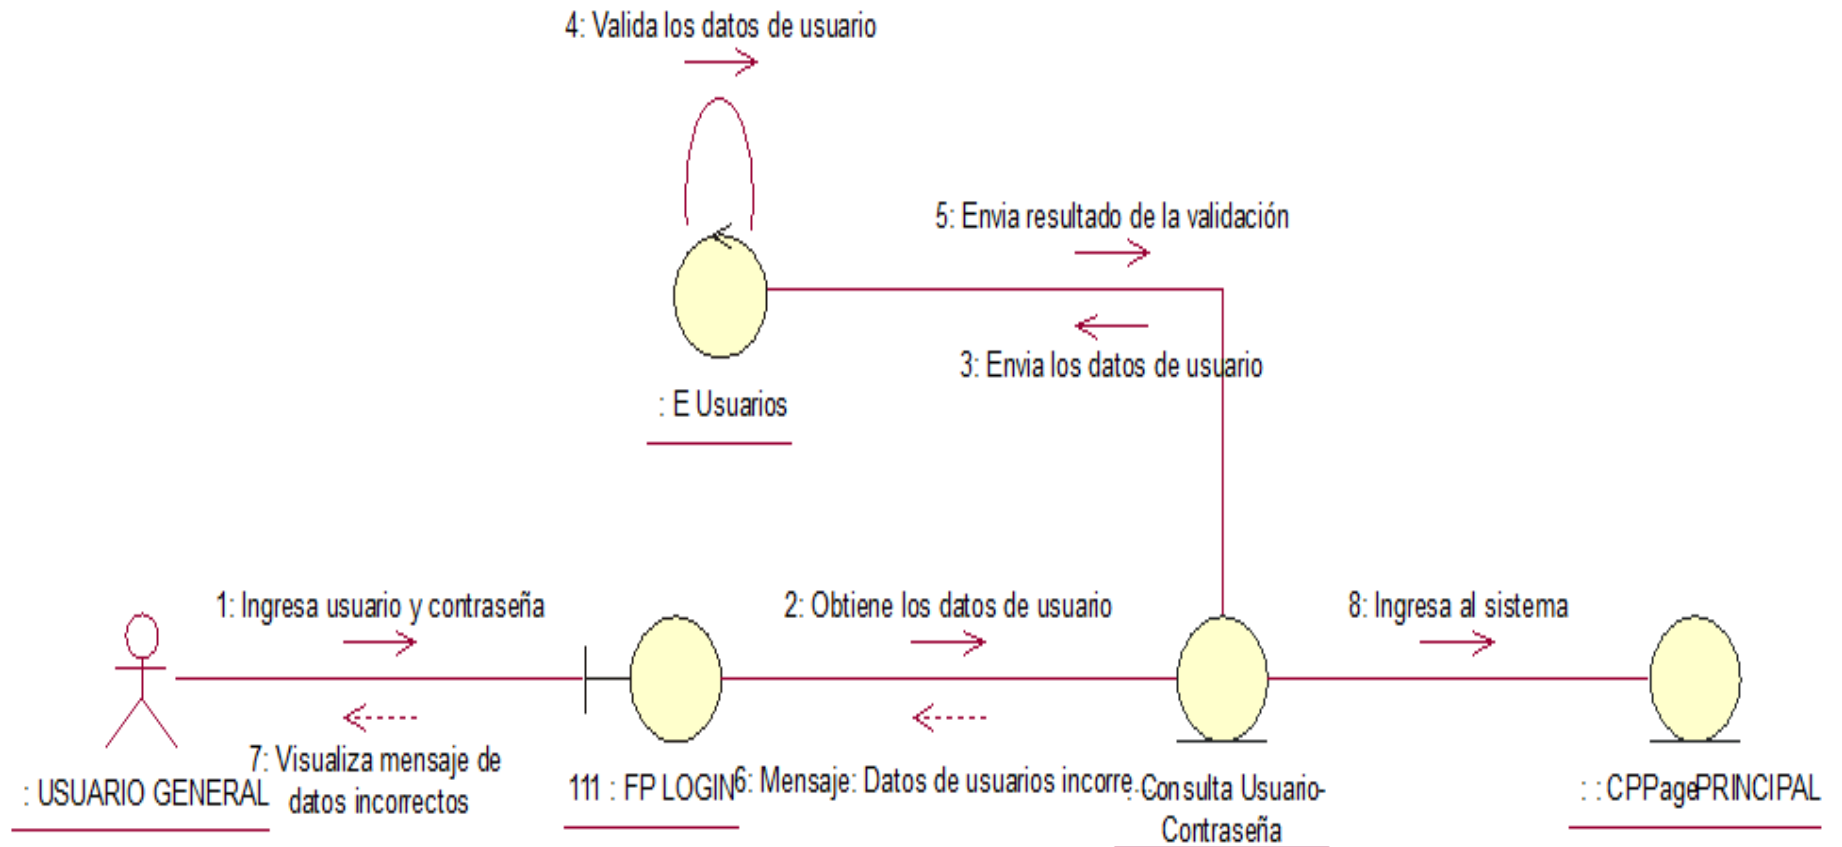 4: Valida los datos de usuario
5: Envia resultado de la validación
3: Envia los datos de usuario
: E Usuarios
1: Ingresa usuario y contraseña
2: Obtiene los datos de usuario
8: Ingresa al sistema
7: Visualiza mensaje de
datos incorrectos
: USUARIO GENERAL
111 : FP LOGIN
6: Mensaje: Datos de usuarios incorre...
: Consulta Usuario-
Contraseña
: : CPPagePRINCIPAL